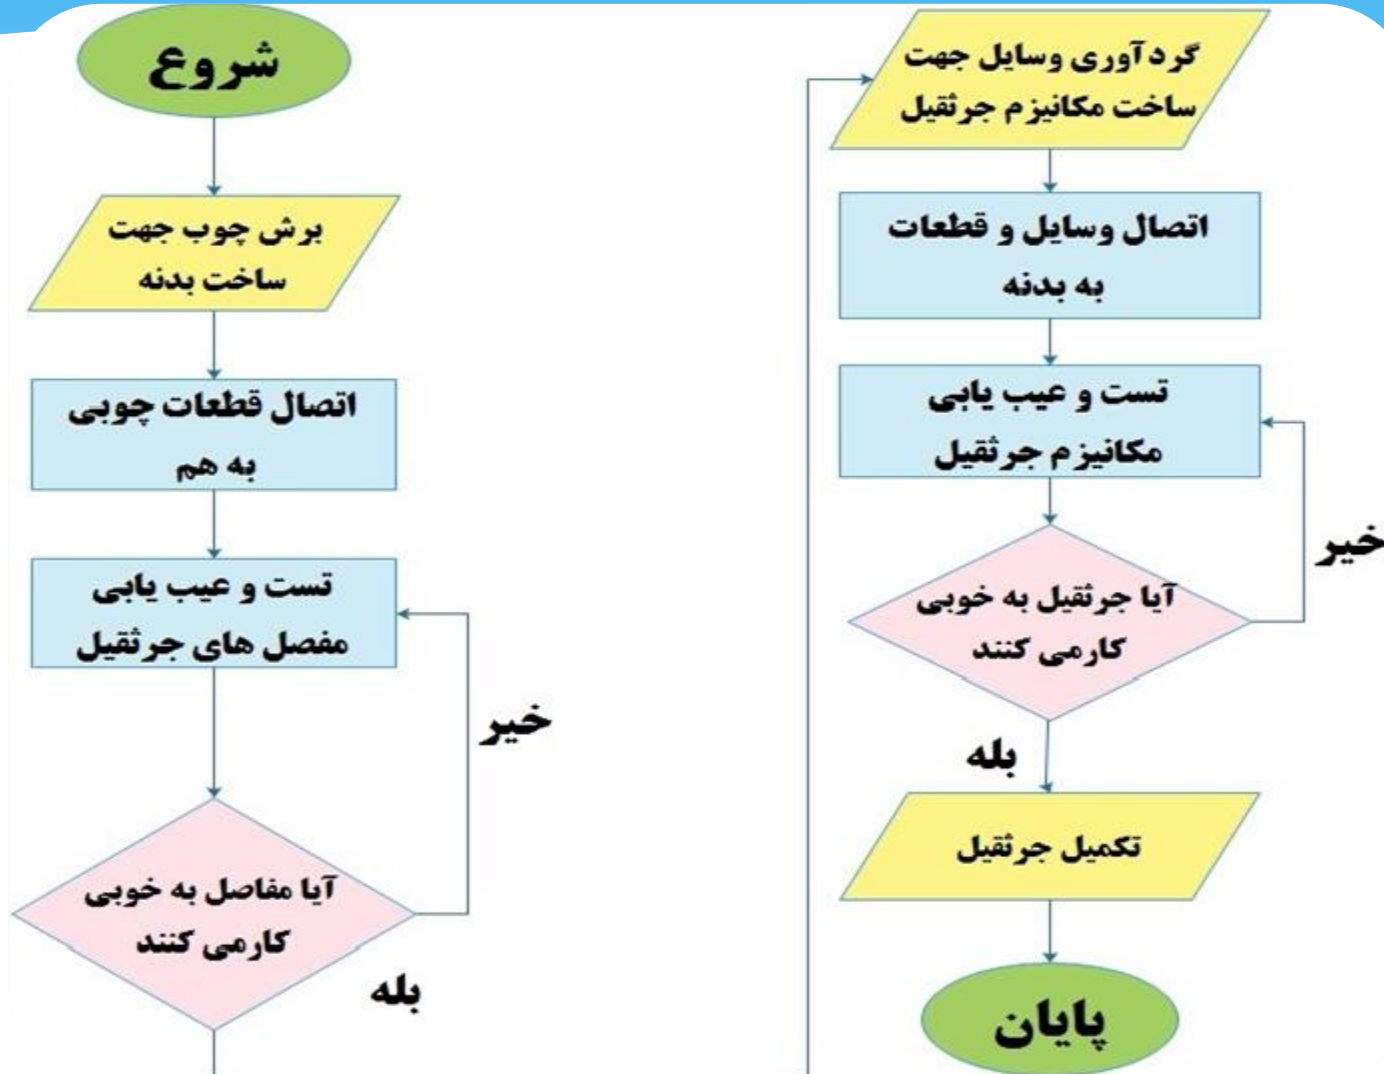 شروع
برش چوب جهت
ساخت بدنه
اتصال قطعات چوبی
به هم
تست و عیب یابی
مفصل های جرثقیل
خیر
آیا مفاصل به خوبی
کارمی کنند
بله
گردآوری وسایل جهت
ساخت مکانیزم جرثقیل
اتصال وسایل و قطعات
به بدنه
تست و عیب یابی
مکانیزم جرثقیل
خیر
آیا جرثقیل به خوبی
کارمی کنند
بله
تکمیل جرثقیل
پایان